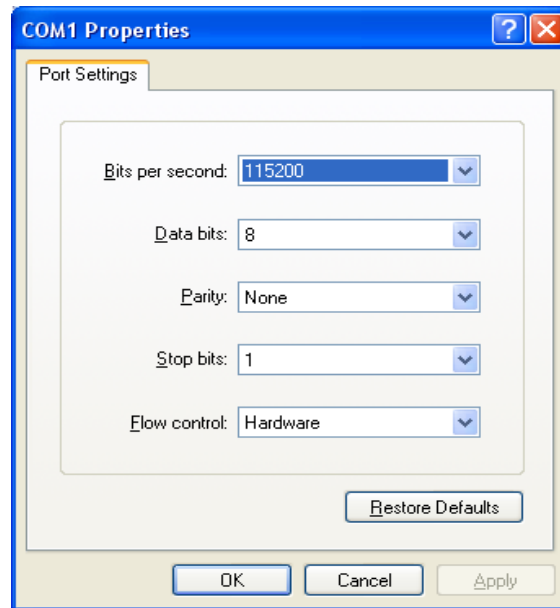 COM1 Properties
Port Settings
Bits per second: 115200
Data bits: 8
Parity: None
Stop bits: 1
Flow control: Hardware
Restore Defaults
OK Cancel Apply